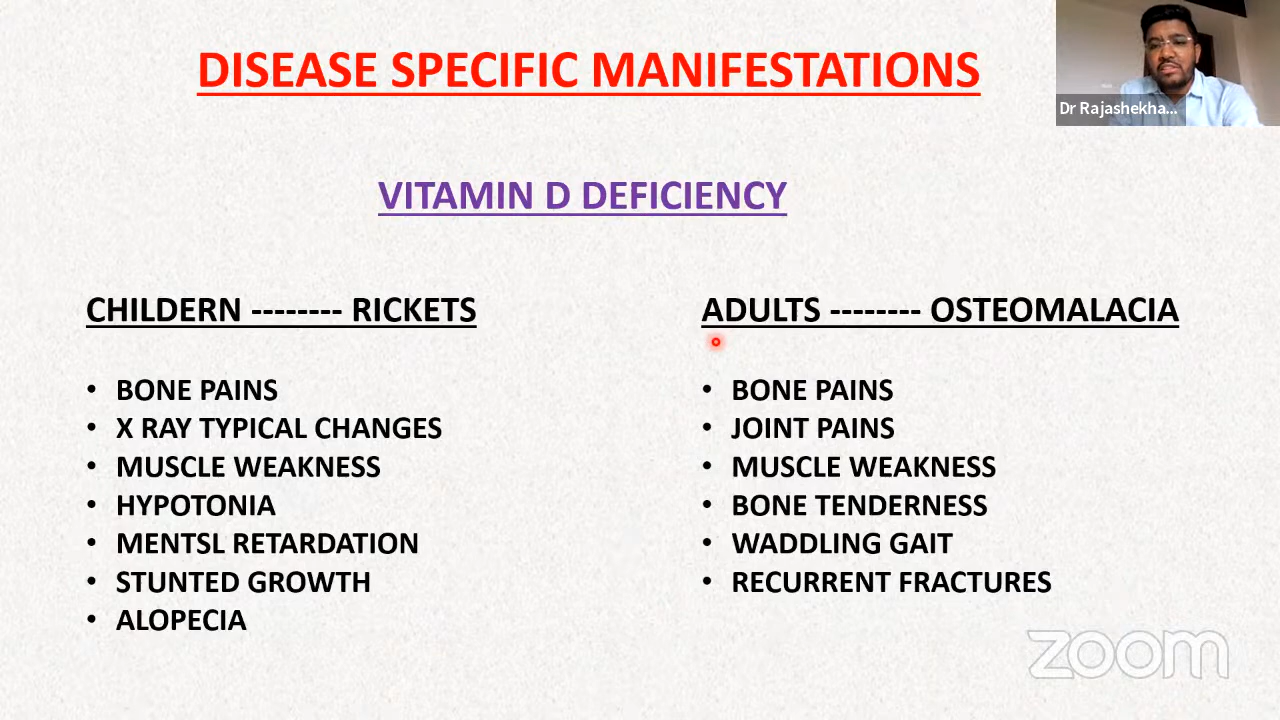 DISEASE SPECIFIC MANIFESTATIONS
Dr Rajashekha...
VITAMIN D DEFICIENCY
CHILDERN -------- RICKETS
• BONE PAINS
• X RAY TYPICAL CHANGES
• MUSCLE WEAKNESS
• HYPOTONIA
• MENTSL RETARDATION
• STUNTED GROWTH
• ALOPECIA
ADULTS -------- OSTEOMALACIA
• BONE PAINS
• JOINT PAINS
• MUSCLE WEAKNESS
• BONE TENDERNESS
• WADDLING GAIT
• RECURRENT FRACTURES
zoom